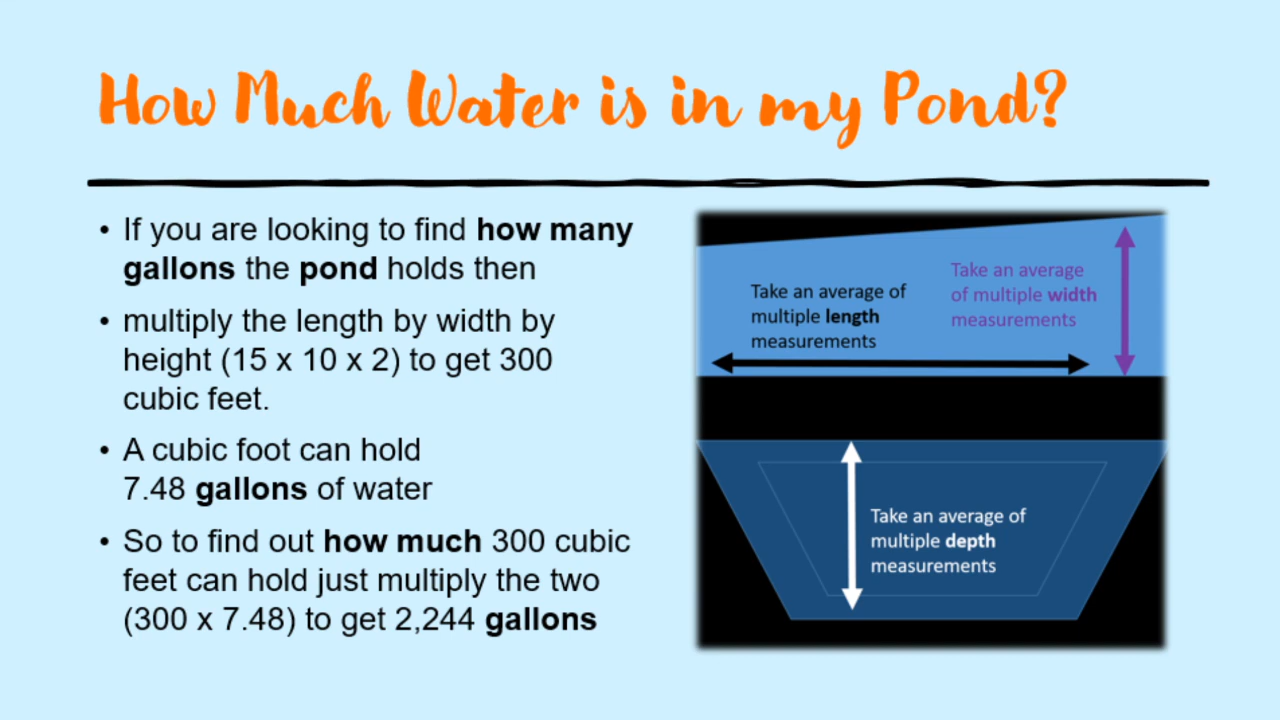 How Much Water is in my Pond?
• If you are looking to find how many
gallons the pond holds then
• multiply the length by width by
height (15 x 10 x 2) to get 300
cubic feet.
• A cubic foot can hold
7.48 gallons of water
• So to find out how much 300 cubic
feet can hold just multiply the two
(300 x 7.48) to get 2,244 gallons
Take an average of
multiple length
measurements
Take an average
of multiple width
measurements
Take an average of
multiple depth
measurements